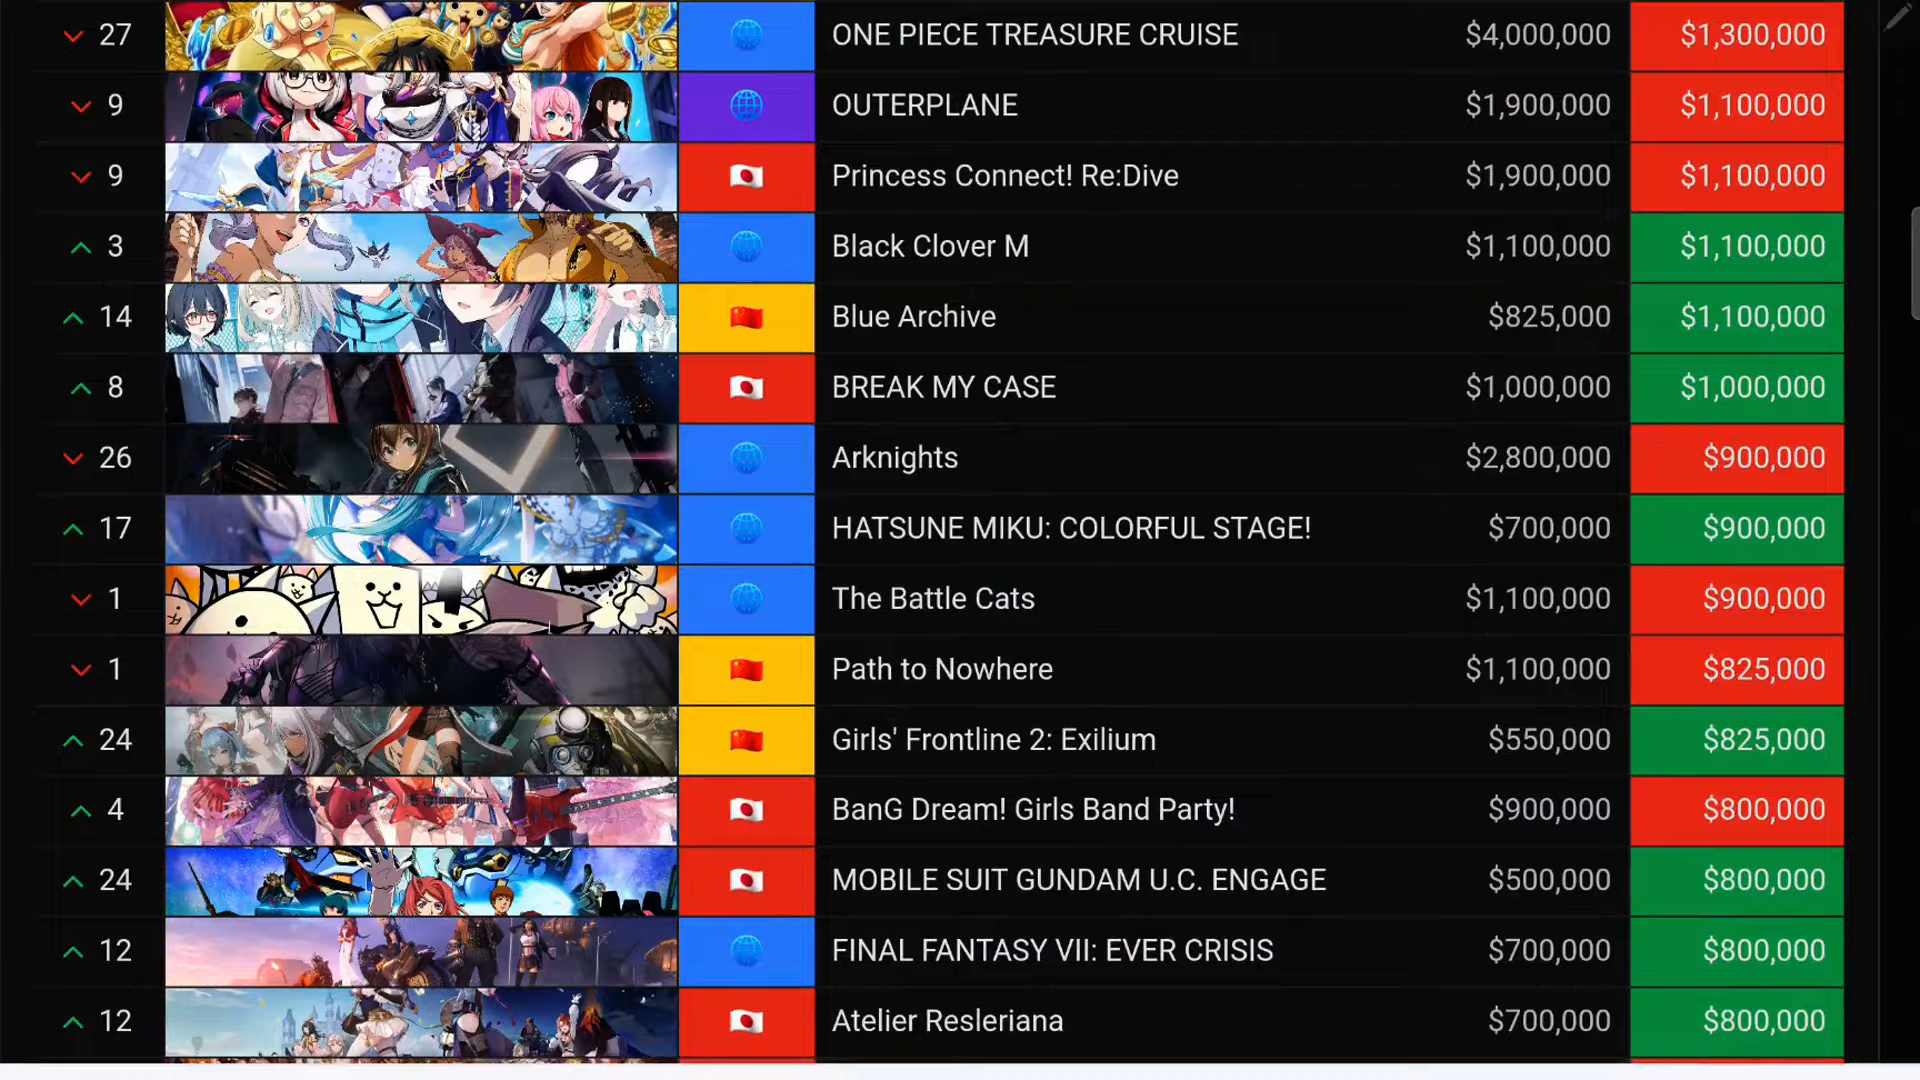 27 ONE PIECE TREASURE CRUISE $4,000,000 $1,300,000
9 OUTERPLANE $1,900,000 $1,100,000
9 Princess Connect! Re:Dive $1,900,000 $1,100,000
3 Black Clover M $1,100,000 $1,100,000
14 Blue Archive $825,000 $1,100,000
8 BREAK MY CASE $1,000,000 $1,000,000
26 Arknights $2,800,000 $900,000
17 HATSUNE MIKU: COLORFUL STAGE! $700,000 $900,000
1 The Battle Cats $1,100,000 $900,000
1 Path to Nowhere $1,100,000 $825,000
24 Girls' Frontline 2: Exilium $550,000 $825,000
4 BanG Dream! Girls Band Party! $900,000 $800,000
24 MOBILE SUIT GUNDAM U.C. ENGAGE $500,000 $800,000
12 FINAL FANTASY VII: EVER CRISIS $700,000 $800,000
12 Atelier Resleriana $700,000 $800,000